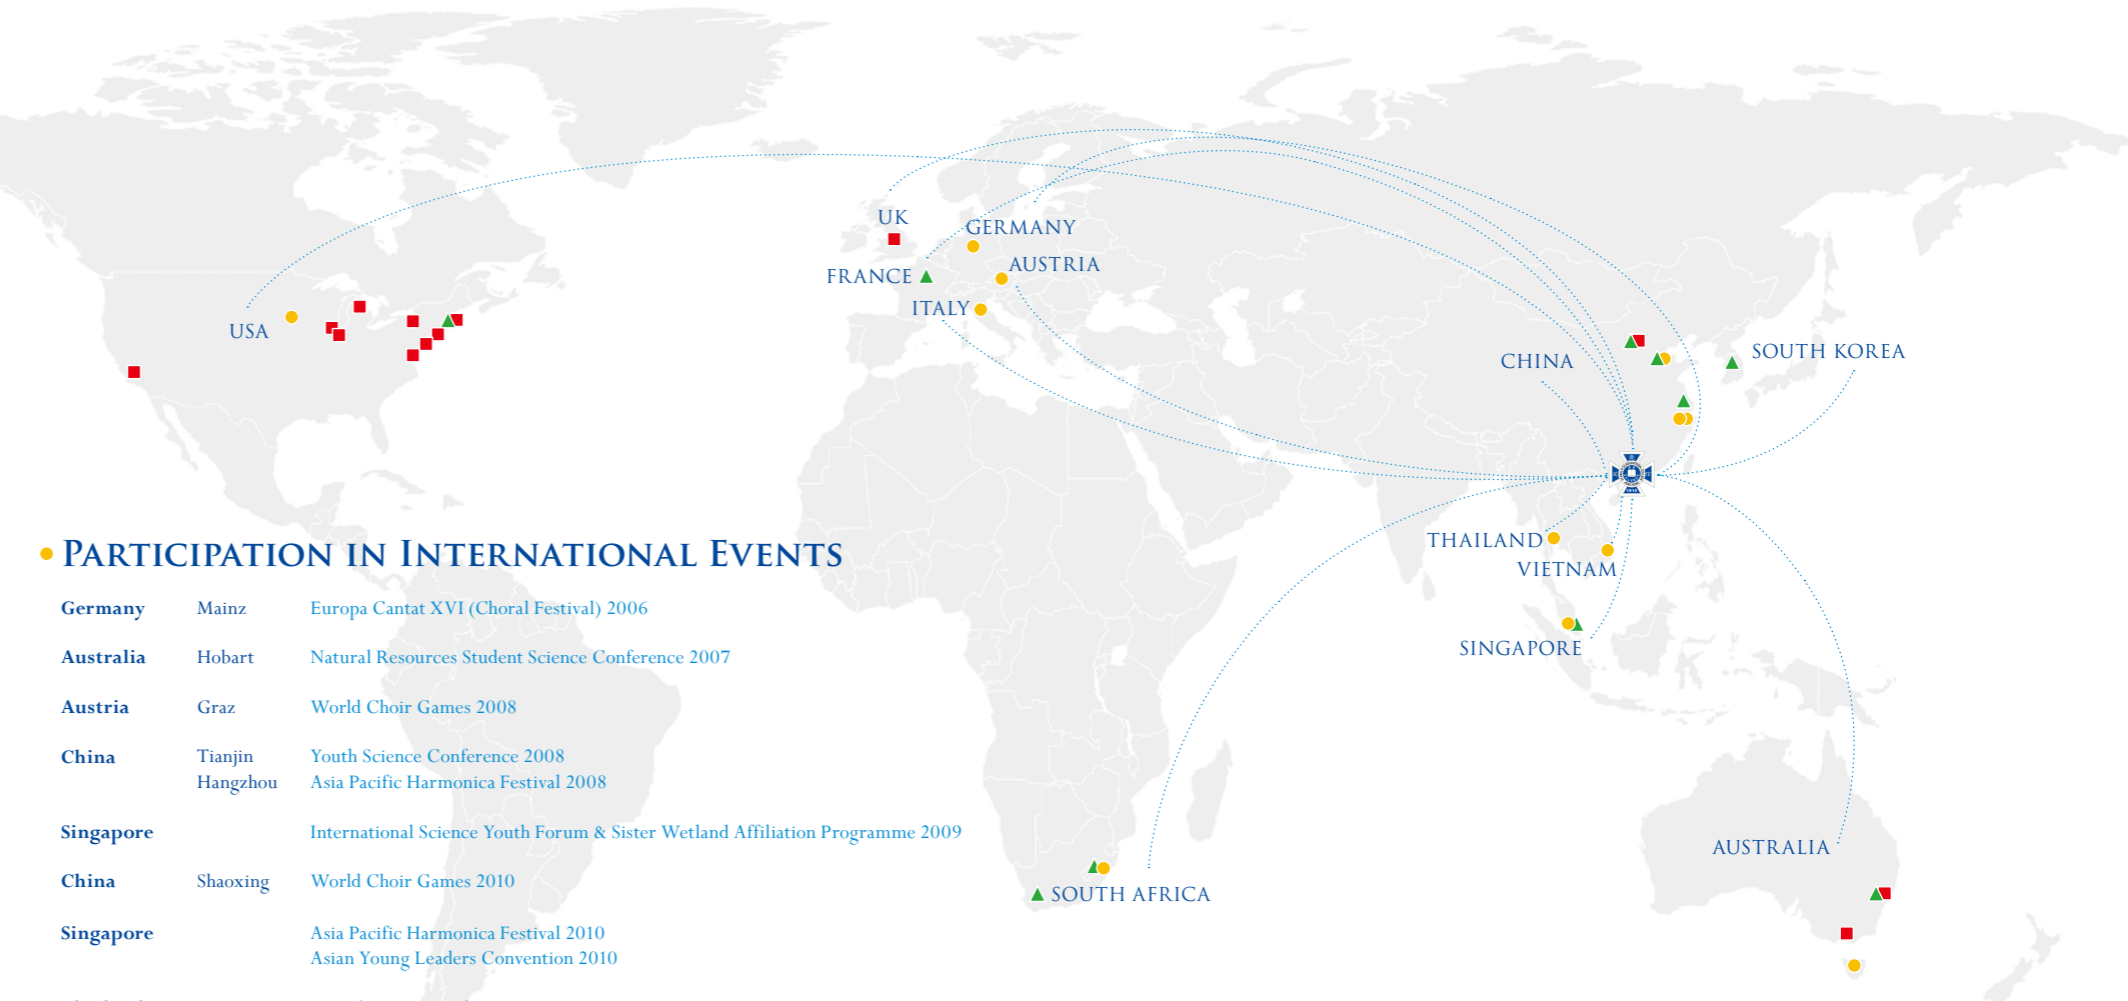 UK
GERMANY
FRANCE
AUSTRIA
ITALY
USA
CHINA
SOUTH KOREA
THAILAND
VIETNAM
SINGAPORE
AUSTRALIA
SOUTH AFRICA
PARTICIPATION IN INTERNATIONAL EVENTS
Germany Mainz Europa Cantat XVI (Choral Festival) 2006
Australia Hobart Natural Resources Student Science Conference 2007
Austria Graz World Choir Games 2008
China Tianjin Youth Science Conference 2008
Hangzhou Asia Pacific Harmonica Festival 2008
Singapore International Science Youth Forum & Sister Wetland Affiliation Programme 2009
China Shaoxing World Choir Games 2010
Singapore Asia Pacific Harmonica Festival 2010
Asian Young Leaders Convention 2010